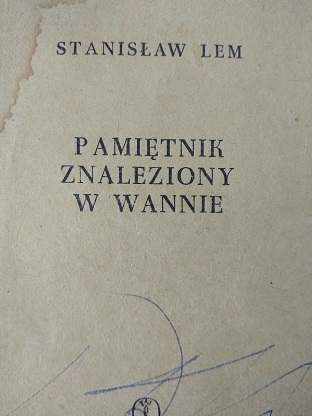 STANISŁAW LEM
PAMIĘTNIK
ZNALEZIONY
W WANNIE